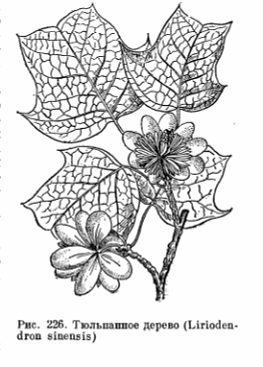 Рис. 226. Тюльпанное дерево (Lirioden-
dron sinensis)